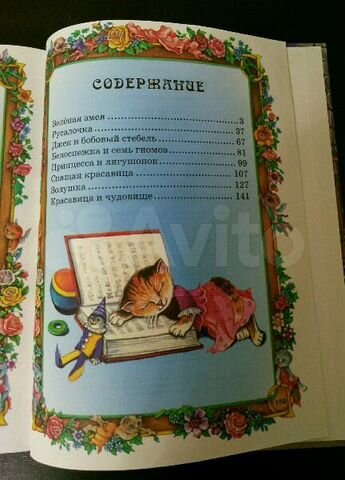 СОДЕРЖАНИЕ
Зелёная змея 3
Русалочка 37
Джек и бобовый стебель 67
Белоснежка и семь гномов 81
Принцесса и лягушонок 99
Спящая красавица 107
Золушка 127
Красавица и чудовище 141
Avito